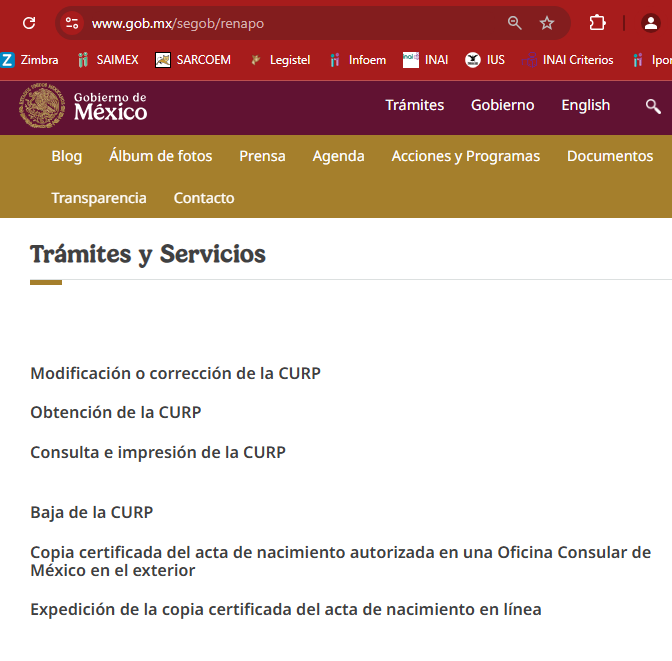 www.gob.mx/segob/renapo
Zimbra SAIMEX SARCOEM Legistel Infoem INAI IUS INAI Criterios Ipo
Gobierno de
México
Trámites Gobierno English
Blog Álbum de fotos Prensa Agenda Acciones y Programas Documentos
Transparencia Contacto
Trámites y Servicios
Modificación o corrección de la CURP
Obtención de la CURP
Consulta e impresión de la CURP
Baja de la CURP
Copia certificada del acta de nacimiento autorizada en una Oficina Consular de
México en el exterior
Expedición de la copia certificada del acta de nacimiento en línea